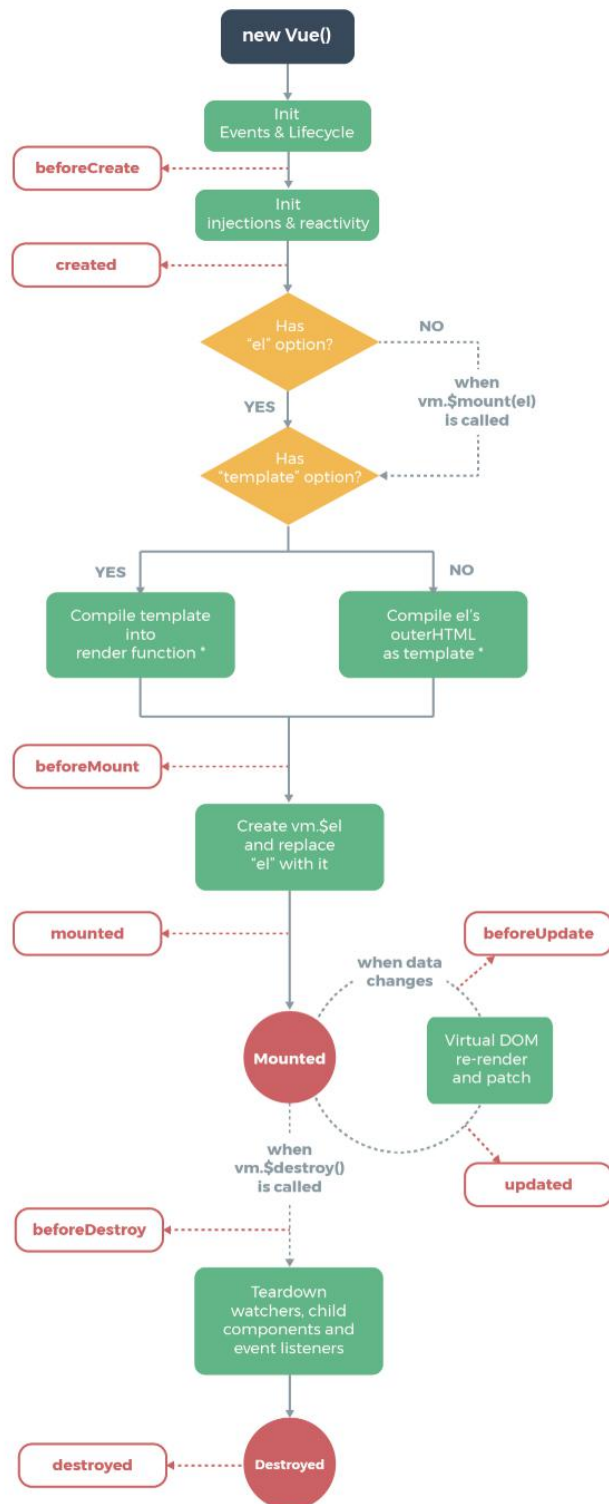 new Vue()
Init
Events & Lifecycle
beforeCreate
Init
injections & reactivity
created
Has
“el” option?
NO
YES
when
vm.$mount(el)
is called
Has
“template” option?
YES
NO
Compile template
into
render function *
Compile el’s
outerHTML
as template *
beforeMount
Create vm.$el
and replace
“el” with it
mounted
beforeUpdate
when data
changes
Mounted
Virtual DOM
re-render
and patch
when
vm.$destroy()
is called
updated
beforeDestroy
Teardown
watchers, child
components and
event listeners
destroyed
Destroyed